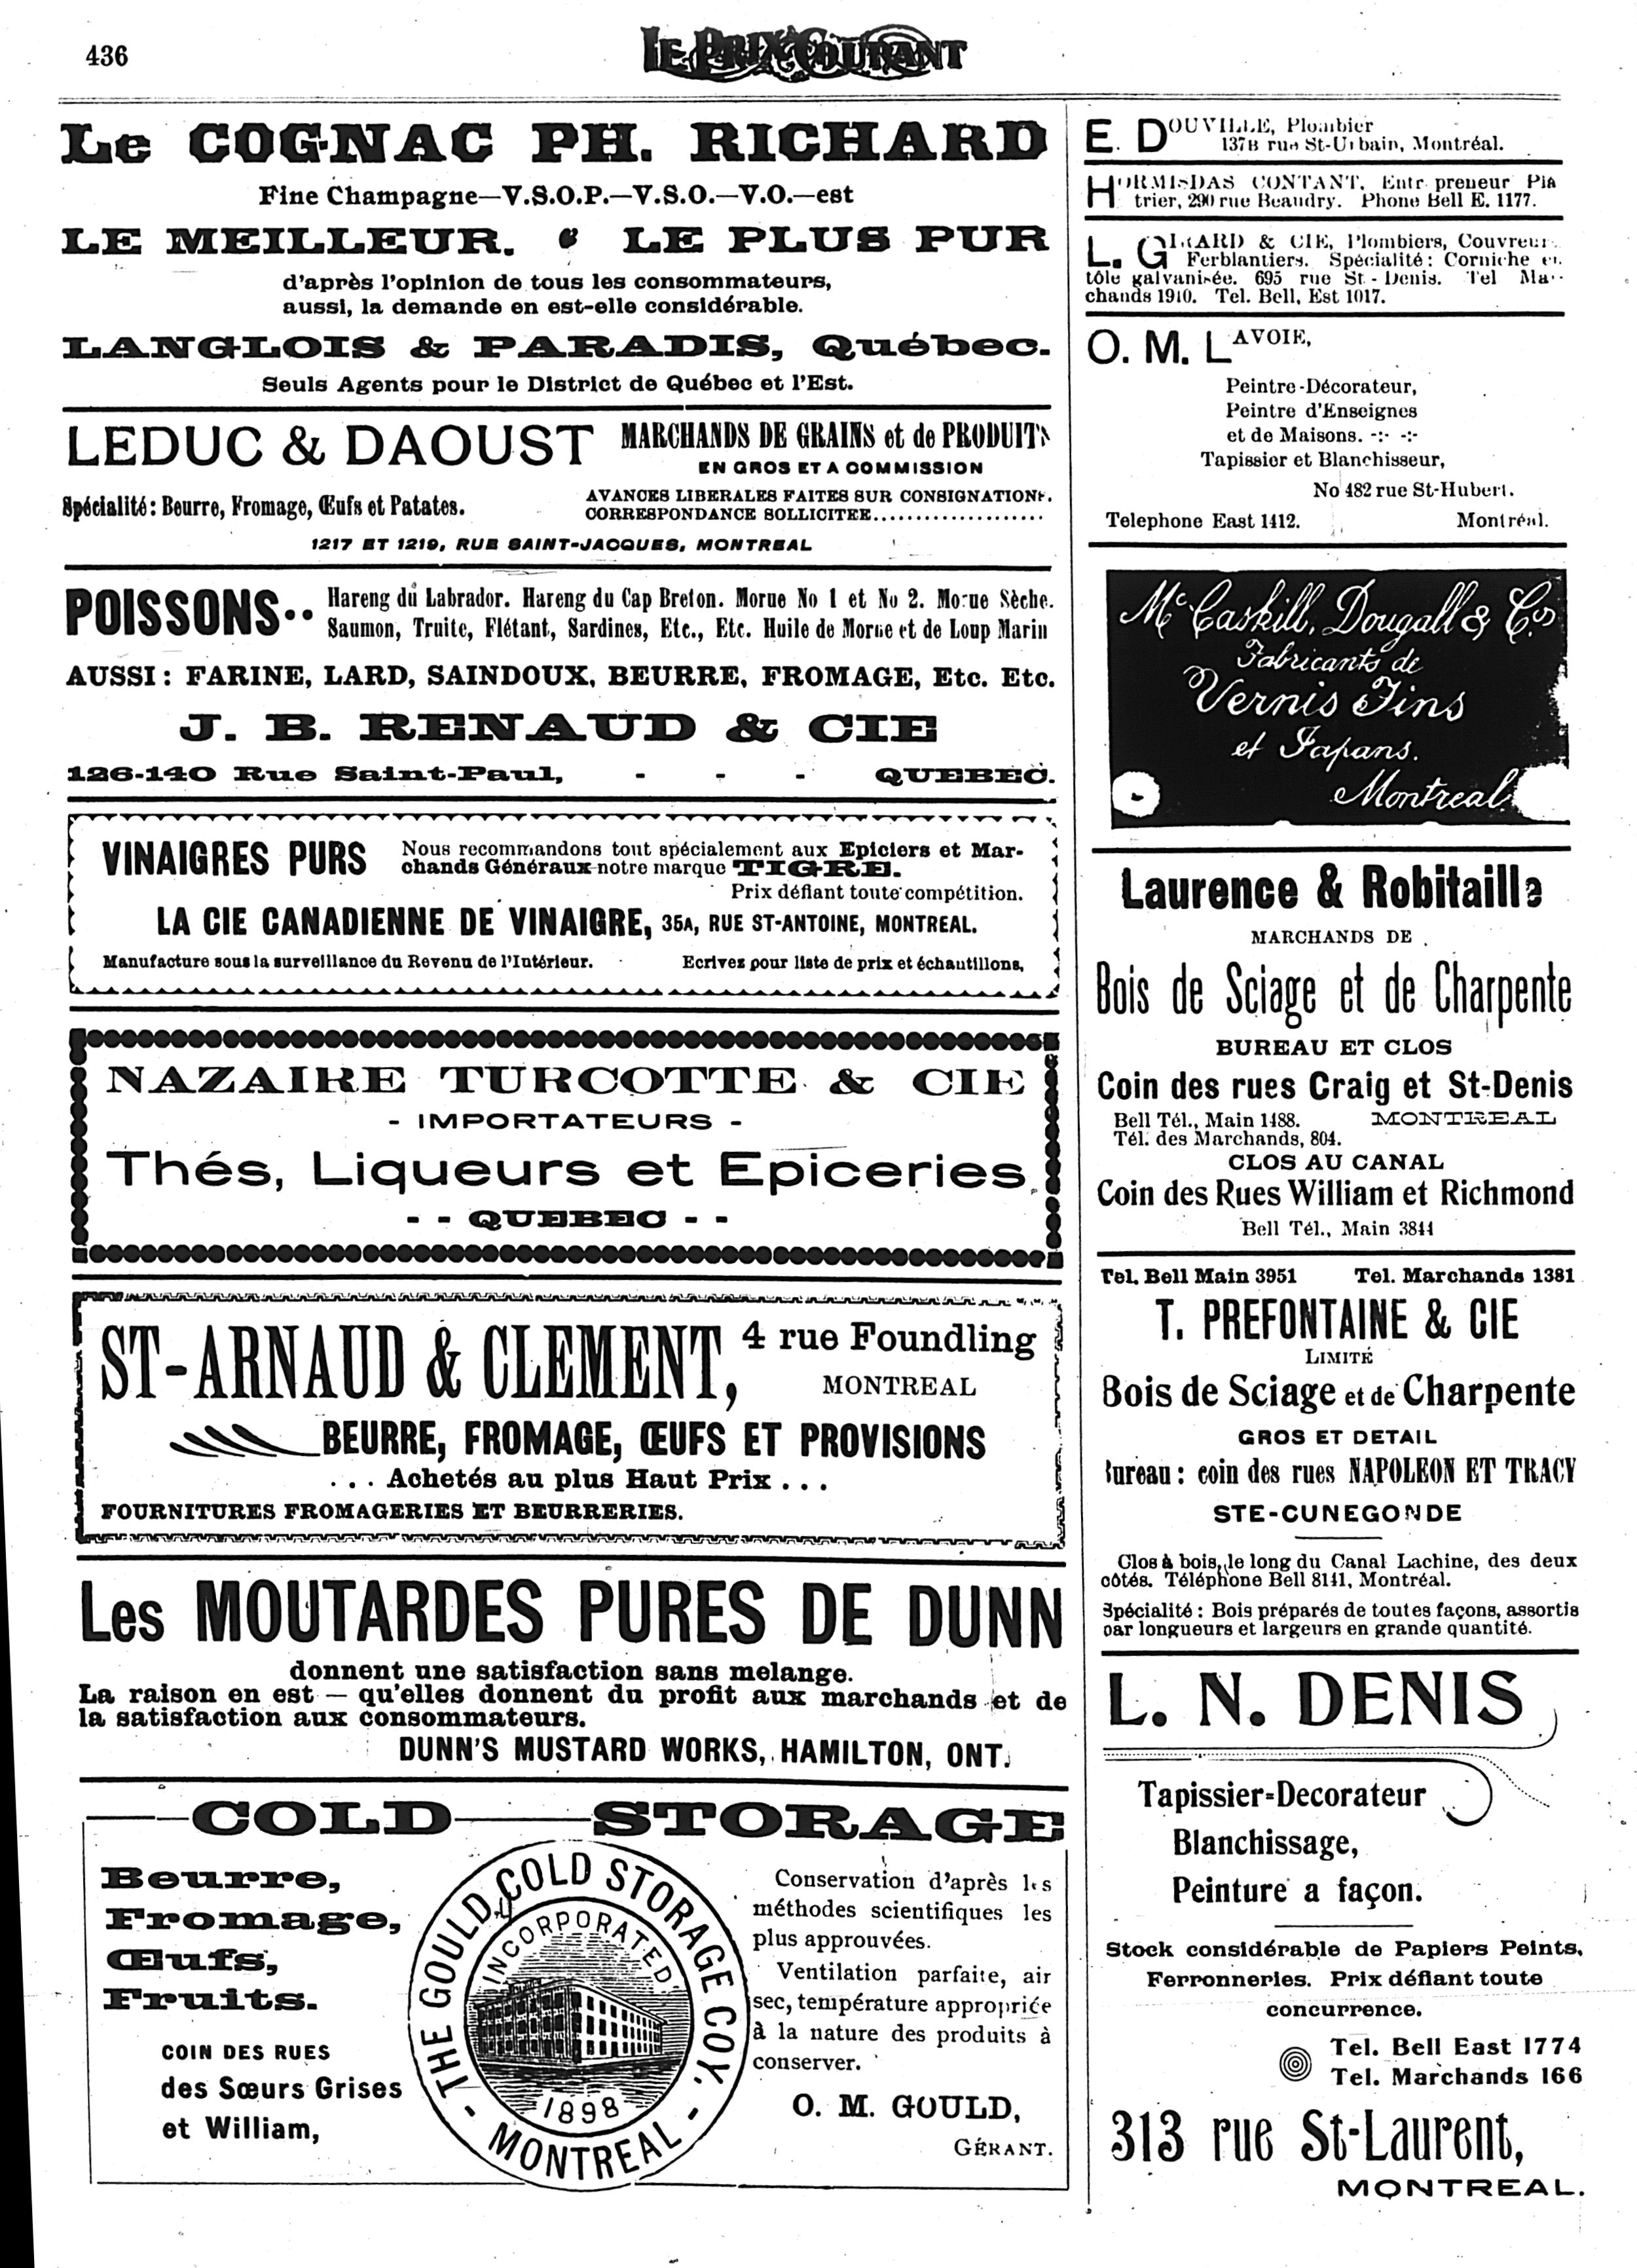 436
LE PRIX COURANT
Le COGNAC PH. RICHARD
Fine Champagne—V.S.O.P.—V.S.O.—V.O.—est
LE MEILLEUR. LE PLUS PUR
d'après l'opinion de tous les consommateurs,
aussi, la demande en est-elle considérable.
LANGLOIS & PARADIS, Québec.
Seuls Agents pour le District de Québec et l'Est.
LEDUC & DAOUST MARCHANDS DE GRAINS et de PRODUITS
EN GROS ET A COMMISSION
Spécialité: Beurre, Fromage, Œufs et Patates.
AVANCES LIBERALES FAITES SUR CONSIGNATIONS.
CORRESPONDANCE SOLLICITEE....................
1217 ET 1219, RUE SAINT-JACQUES, MONTREAL
POISSONS.. Hareng du Labrador. Hareng du Cap Breton. Morue No 1 et No 2. Morue Sèche.
Saumon, Truite, Flétant, Sardines, Etc., Etc. Huile de Morue et de Loup Marin
AUSSI: FARINE, LARD, SAINDOUX, BEURRE, FROMAGE, Etc. Etc.
J. B. RENAUD & CIE
126-140 Rue Saint-Paul, - - - QUEBEC.
VINAIGRES PURS Nous recommandons tout spécialement aux Epiciers et Mar-
chands Généraux notre marque TIGRE.
Prix défiant toute compétition.
LA CIE CANADIENNE DE VINAIGRE, 35A, RUE ST-ANTOINE, MONTREAL.
Manufacture sous la surveillance du Revenu de l'Intérieur. Ecrivez pour liste de prix et échautillons,
NAZAIRE TURCOTTE & CIE
- IMPORTATEURS -
Thés, Liqueurs et Epiceries
- - QUEBEC - -
ST-ARNAUD & CLEMENT, 4 rue Foundling
MONTREAL
BEURRE, FROMAGE, ŒUFS ET PROVISIONS
. . . Achetés au plus Haut Prix . . .
FOURNITURES FROMAGERIES ET BEURRERIES.
Les MOUTARDES PURES DE DUNN
donnent une satisfaction sans melange.
La raison en est — qu'elles donnent du profit aux marchands et de
la satisfaction aux consommateurs.
DUNN'S MUSTARD WORKS, HAMILTON, ONT.
COLD STORAGE
Beurre,
Fromage,
Œufs,
Fruits.
COIN DES RUES
des Sœurs Grises
et William,
THE GOULD COLD STORAGE COY.
INCORPORATED
1898
- MONTREAL -
Conservation d'après les
méthodes scientifiques les
plus approuvées.
Ventilation parfaite, air
sec, température appropriée
à la nature des produits à
conserver.
O. M. GOULD,
GÉRANT.
E. DOUVILLE, Plombier
137B rue St-Urbain, Montréal.
HORMISDAS CONTANT, Entrepreneur Plâ
trier, 290 rue Beaudry. Phone Bell E. 1177.
L. GIRARD & CIE, Plombiers, Couvreurs
Ferblantiers. Spécialité: Corniche en
tôle galvanisée. 695 rue St-Denis. Tel Mar-
chands 1910. Tel. Bell, Est 1017.
O. M. LAVOIE,
Peintre-Décorateur,
Peintre d'Enseignes
et de Maisons. -:- -:-
Tapissier et Blanchisseur,
No 482 rue St-Hubert.
Telephone East 1412. Montréal.
McCaskill, Dougall & Co
Fabricants de
Vernis Fins
et Japans.
Montreal
Laurence & Robitaille
MARCHANDS DE
Bois de Sciage et de Charpente
BUREAU ET CLOS
Coin des rues Craig et St-Denis
Bell Tél., Main 1488. MONTREAL
Tél. des Marchands, 804.
CLOS AU CANAL
Coin des Rues William et Richmond
Bell Tél., Main 3844
Tel. Bell Main 3951 Tel. Marchands 1381
T. PREFONTAINE & CIE
LIMITÉ
Bois de Sciage et de Charpente
GROS ET DETAIL
Bureau: coin des rues NAPOLEON ET TRACY
STE-CUNEGONDE
Clos à bois, le long du Canal Lachine, des deux
côtés. Téléphone Bell 8141, Montréal.
Spécialité: Bois préparés de toutes façons, assortis
par longueurs et largeurs en grande quantité.
L. N. DENIS
Tapissier-Decorateur
Blanchissage,
Peinture a façon.
Stock considérable de Papiers Peints,
Ferronneries. Prix défiant toute
concurrence.
Tel. Bell East 1774
Tel. Marchands 166
313 rue St-Laurent,
MONTREAL.